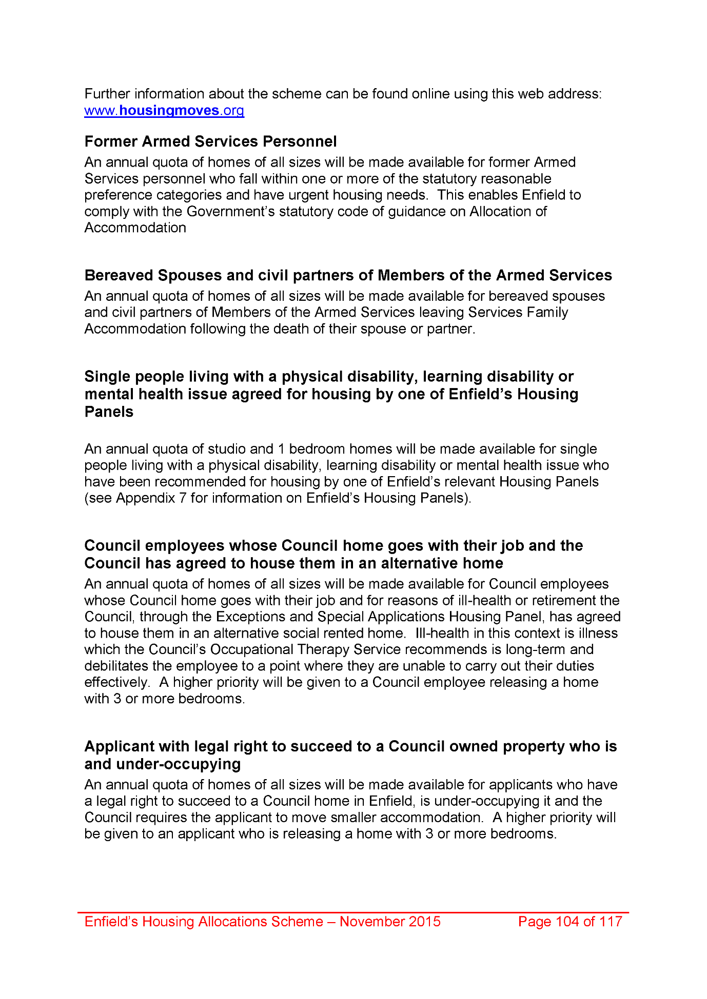 Further information about the scheme can be found online using this web address:
www.housingmoves.org
Former Armed Services Personnel
An annual quota of homes of all sizes will be made available for former Armed
Services personnel who fall within one or more of the statutory reasonable
preference categories and have urgent housing needs.  This enables Enfield to
comply with the Government’s statutory code of guidance on Allocation of
Accommodation
Bereaved Spouses and civil partners of Members of the Armed Services
An annual quota of homes of all sizes will be made available for bereaved spouses
and civil partners of Members of the Armed Services leaving Services Family
Accommodation following the death of their spouse or partner.
Single people living with a physical disability, learning disability or
mental health issue agreed for housing by one of Enfield’s Housing
Panels
An annual quota of studio and 1 bedroom homes will be made available for single
people living with a physical disability, learning disability or mental health issue who
have been recommended for housing by one of Enfield’s relevant Housing Panels
(see Appendix 7 for information on Enfield’s Housing Panels).
Council employees whose Council home goes with their job and the
Council has agreed to house them in an alternative home
An annual quota of homes of all sizes will be made available for Council employees
whose Council home goes with their job and for reasons of ill-health or retirement the
Council, through the Exceptions and Special Applications Housing Panel, has agreed
to house them in an alternative social rented home.  Ill-health in this context is illness
which the Council’s Occupational Therapy Service recommends is long-term and
debilitates the employee to a point where they are unable to carry out their duties
effectively.  A higher priority will be given to a Council employee releasing a home
with 3 or more bedrooms.
Applicant with legal right to succeed to a Council owned property who is
and under-occupying
An annual quota of homes of all sizes will be made available for applicants who have
a legal right to succeed to a Council home in Enfield, is under-occupying it and the
Council requires the applicant to move smaller accommodation.  A higher priority will
be given to an applicant who is releasing a home with 3 or more bedrooms.
Enfield’s Housing Allocations Scheme – November 2015 Page 104 of 117